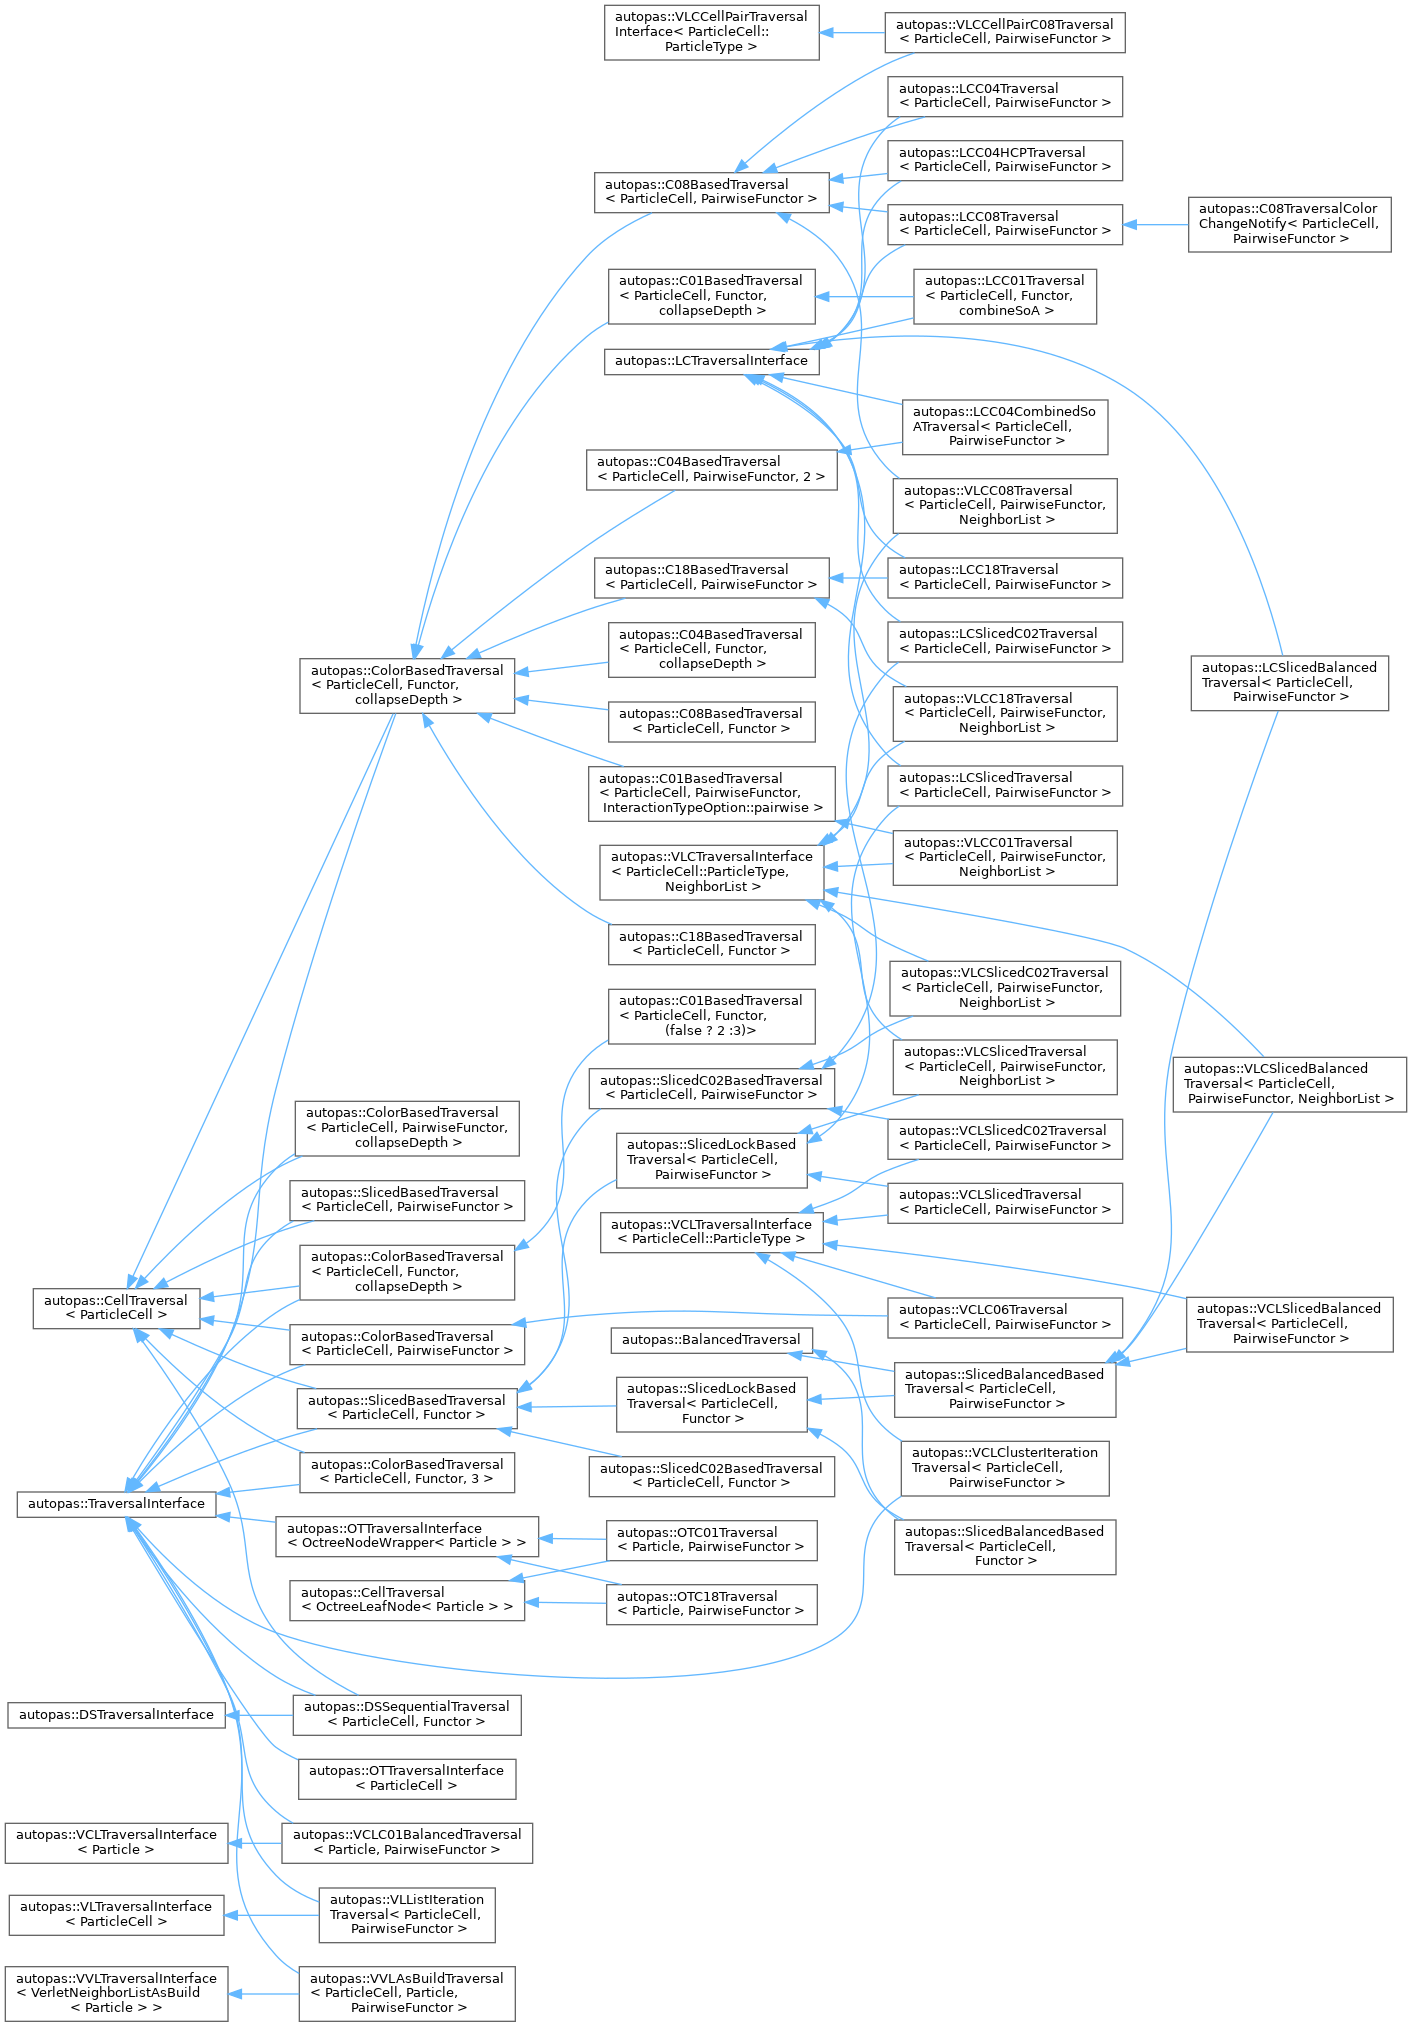 autopas::VLCCellPairTraversal
Interface< ParticleCell::
ParticleType >
autopas::VLCCellPairC08Traversal
< ParticleCell, PairwiseFunctor >
autopas::LCC04Traversal
< ParticleCell, PairwiseFunctor >
autopas::LCC04HCPTraversal
< ParticleCell, PairwiseFunctor >
autopas::C08BasedTraversal
< ParticleCell, PairwiseFunctor >
autopas::LCC08Traversal
< ParticleCell, PairwiseFunctor >
autopas::C08TraversalColor
ChangeNotify< ParticleCell,
PairwiseFunctor >
autopas::C01BasedTraversal
< ParticleCell, Functor,
collapseDepth >
autopas::LCC01Traversal
< ParticleCell, Functor,
combineSoA >
autopas::LCTraversalInterface
autopas::LCC04CombinedSo
ATraversal< ParticleCell,
PairwiseFunctor >
autopas::C04BasedTraversal
< ParticleCell, PairwiseFunctor, 2 >
autopas::VLCC08Traversal
< ParticleCell, PairwiseFunctor,
NeighborList >
autopas::C18BasedTraversal
< ParticleCell, PairwiseFunctor >
autopas::LCC18Traversal
< ParticleCell, PairwiseFunctor >
autopas::C04BasedTraversal
< ParticleCell, Functor,
collapseDepth >
autopas::LCSlicedC02Traversal
< ParticleCell, PairwiseFunctor >
autopas::ColorBasedTraversal
< ParticleCell, Functor,
collapseDepth >
autopas::LCSlicedBalanced
Traversal< ParticleCell,
PairwiseFunctor >
autopas::C08BasedTraversal
< ParticleCell, Functor >
autopas::VLCC18Traversal
< ParticleCell, PairwiseFunctor,
NeighborList >
autopas::C01BasedTraversal
< ParticleCell, PairwiseFunctor,
InteractionTypeOption::pairwise >
autopas::LCSlicedTraversal
< ParticleCell, PairwiseFunctor >
autopas::VLCTraversalInterface
< ParticleCell::ParticleType,
NeighborList >
autopas::VLCC01Traversal
< ParticleCell, PairwiseFunctor,
NeighborList >
autopas::C18BasedTraversal
< ParticleCell, Functor >
autopas::VLCSlicedC02Traversal
< ParticleCell, PairwiseFunctor,
NeighborList >
autopas::C01BasedTraversal
< ParticleCell, Functor,
(false ? 2 :3)>
autopas::VLCSlicedTraversal
< ParticleCell, PairwiseFunctor,
NeighborList >
autopas::VLCSlicedBalanced
Traversal< ParticleCell,
PairwiseFunctor, NeighborList >
autopas::SlicedC02BasedTraversal
< ParticleCell, PairwiseFunctor >
autopas::ColorBasedTraversal
< ParticleCell, PairwiseFunctor,
collapseDepth >
autopas::VCLSlicedC02Traversal
< ParticleCell, PairwiseFunctor >
autopas::SlicedLockBased
Traversal< ParticleCell,
PairwiseFunctor >
autopas::SlicedBasedTraversal
< ParticleCell, PairwiseFunctor >
autopas::VCLSlicedTraversal
< ParticleCell, PairwiseFunctor >
autopas::VCLTraversalInterface
< ParticleCell::ParticleType >
autopas::ColorBasedTraversal
< ParticleCell, Functor,
collapseDepth >
autopas::CellTraversal
< ParticleCell >
autopas::VCLC06Traversal
< ParticleCell, PairwiseFunctor >
autopas::VCLSlicedBalanced
Traversal< ParticleCell,
PairwiseFunctor >
autopas::ColorBasedTraversal
< ParticleCell, PairwiseFunctor >
autopas::BalancedTraversal
autopas::SlicedBalancedBased
Traversal< ParticleCell,
PairwiseFunctor >
autopas::SlicedBasedTraversal
< ParticleCell, Functor >
autopas::SlicedLockBased
Traversal< ParticleCell,
Functor >
autopas::ColorBasedTraversal
< ParticleCell, Functor, 3 >
autopas::SlicedC02BasedTraversal
< ParticleCell, Functor >
autopas::VCLClusterIteration
Traversal< ParticleCell,
PairwiseFunctor >
autopas::TraversalInterface
autopas::OTTraversalInterface
< OctreeNodeWrapper< Particle > >
autopas::OTC01Traversal
< Particle, PairwiseFunctor >
autopas::SlicedBalancedBased
Traversal< ParticleCell,
Functor >
autopas::CellTraversal
< OctreeLeafNode< Particle > >
autopas::OTC18Traversal
< Particle, PairwiseFunctor >
autopas::DSTraversalInterface
autopas::DSSequentialTraversal
< ParticleCell, Functor >
autopas::OTTraversalInterface
< ParticleCell >
autopas::VCLTraversalInterface
< Particle >
autopas::VCLC01BalancedTraversal
< Particle, PairwiseFunctor >
autopas::VLTraversalInterface
< ParticleCell >
autopas::VLListIteration
Traversal< ParticleCell,
PairwiseFunctor >
autopas::VVLTraversalInterface
< VerletNeighborListAsBuild
< Particle > >
autopas::VVLAsBuildTraversal
< ParticleCell, Particle,
PairwiseFunctor >